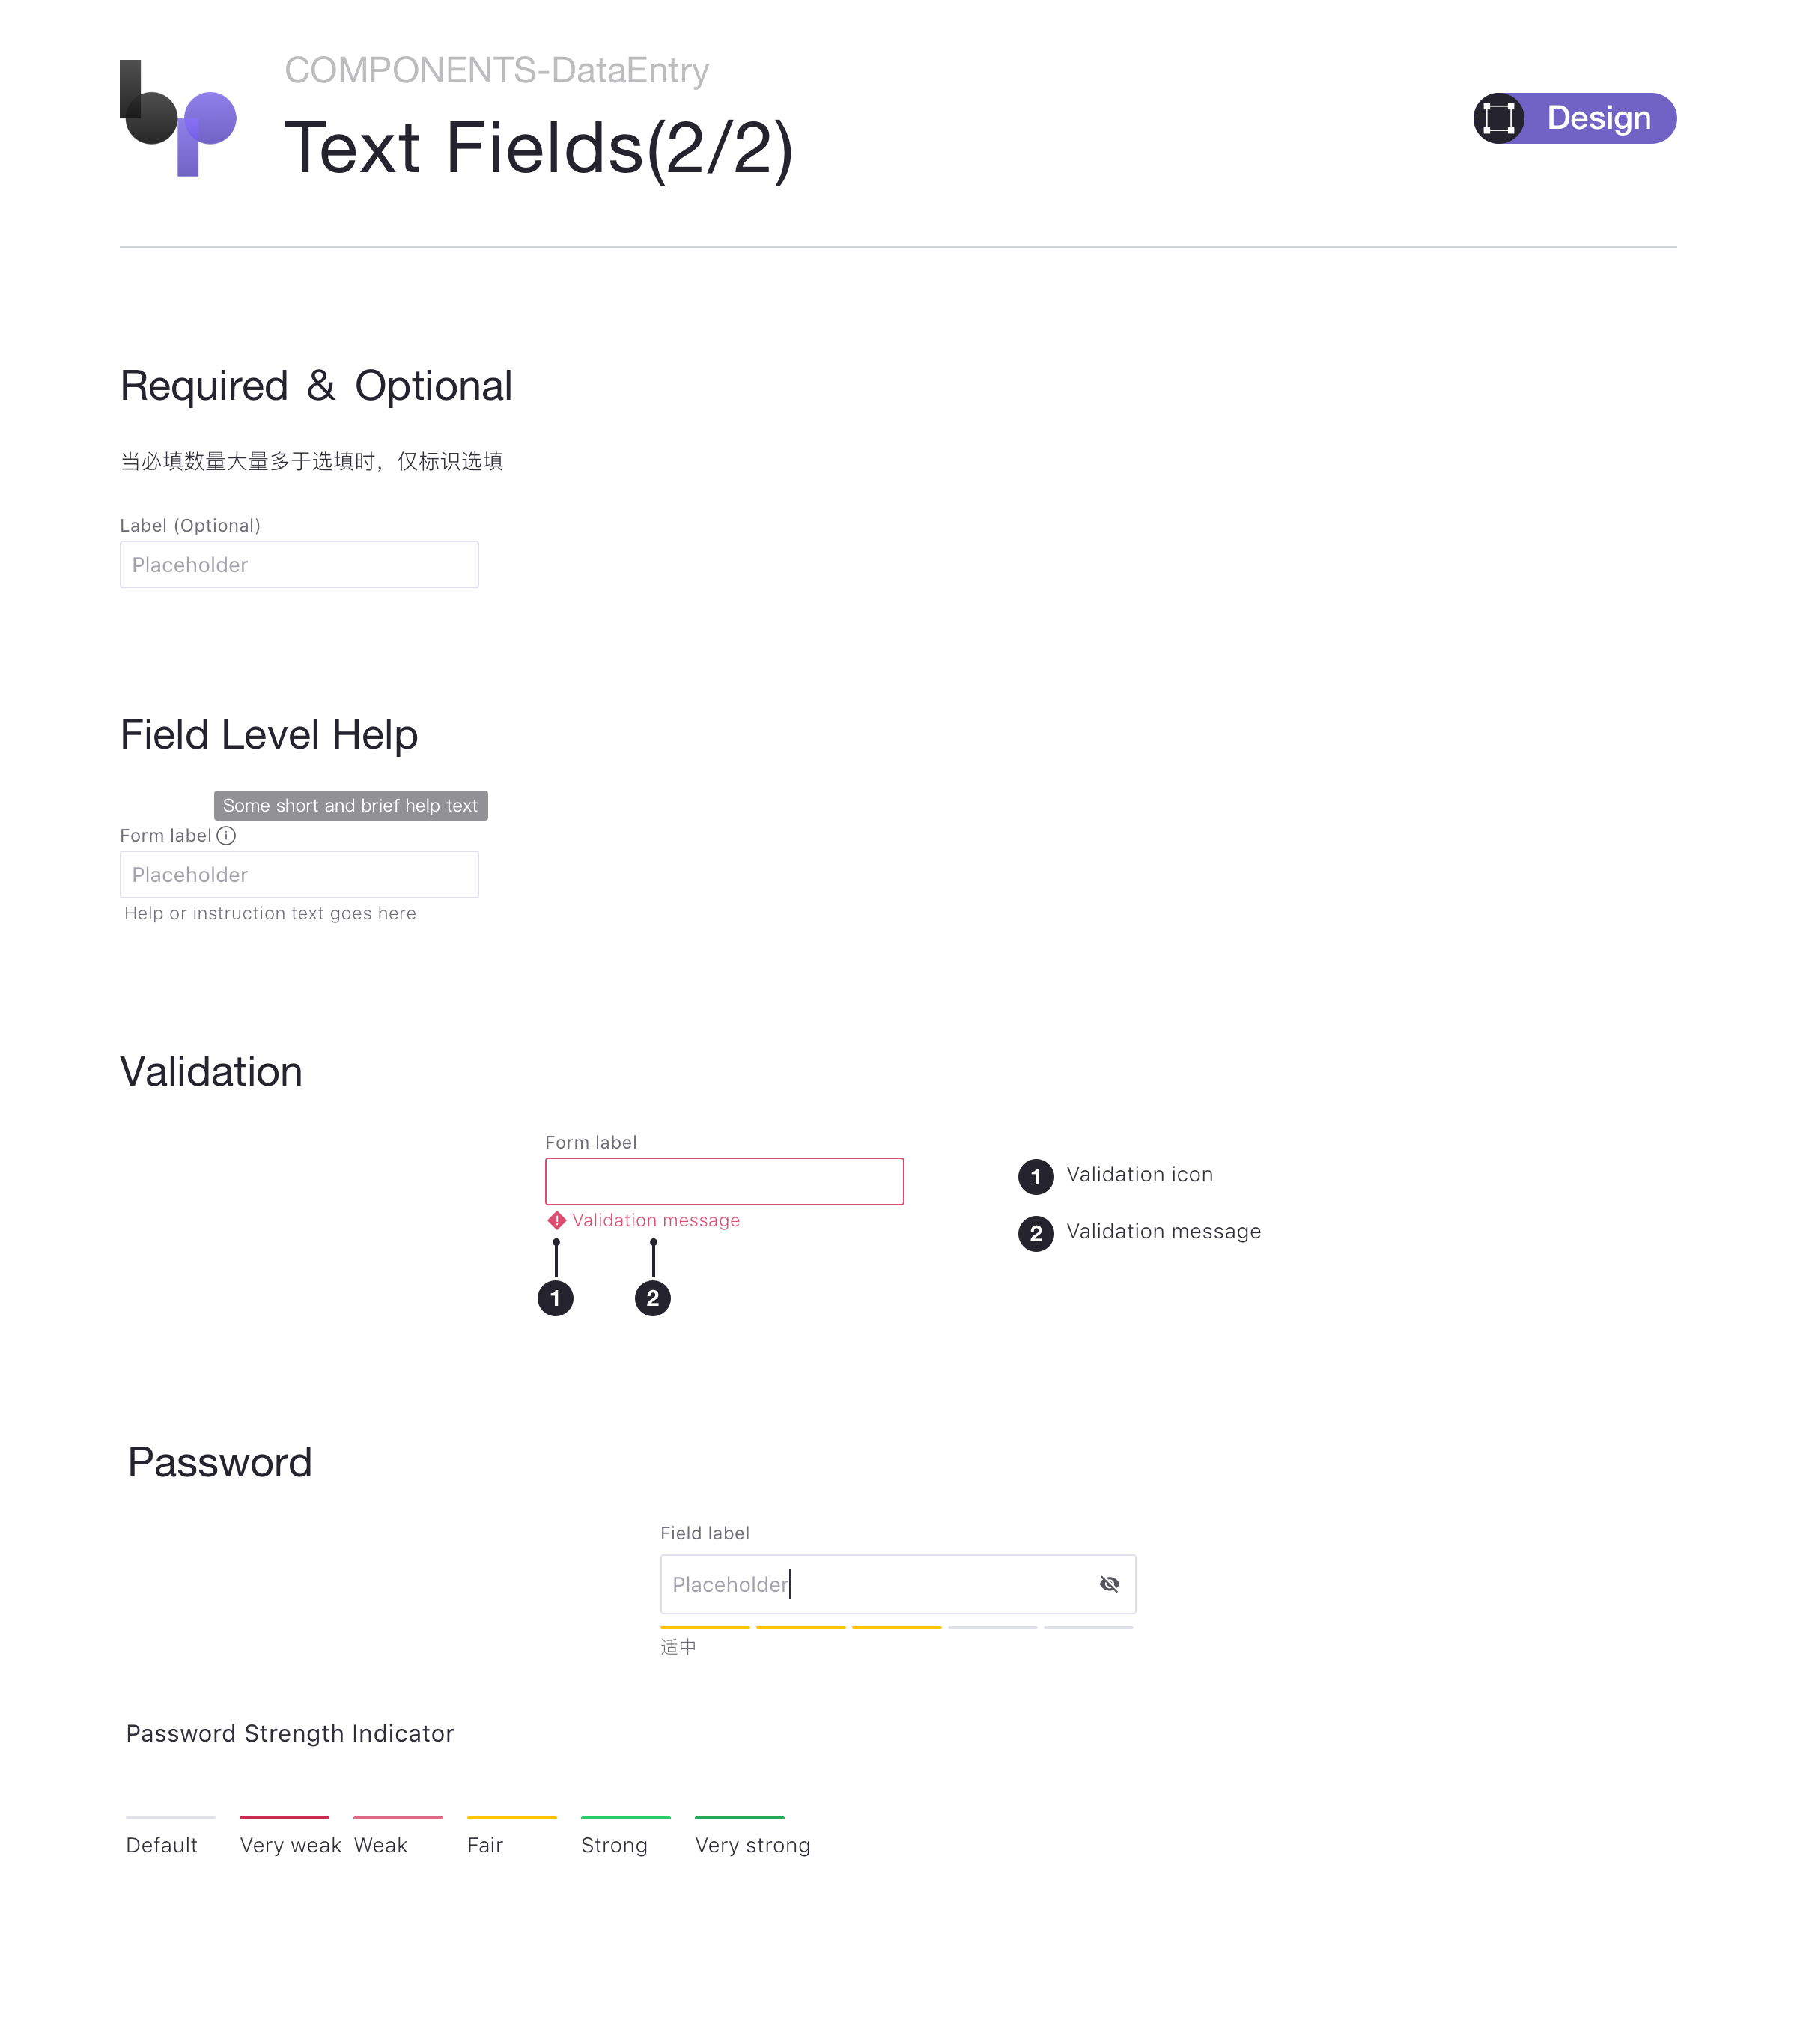 bp
COMPONENTS-DataEntry
Text Fields(2/2)
Design
Required & Optional
当必填数量大量多于选填时，仅标识选填
Label (Optional)
Placeholder
Field Level Help
Some short and brief help text
Form label
Placeholder
Help or instruction text goes here
Validation
Form label
Validation message
1 2
1 Validation icon
2 Validation message
Password
Field label
Placeholder
适中
Password Strength Indicator
Default Very weak Weak Fair Strong Very strong